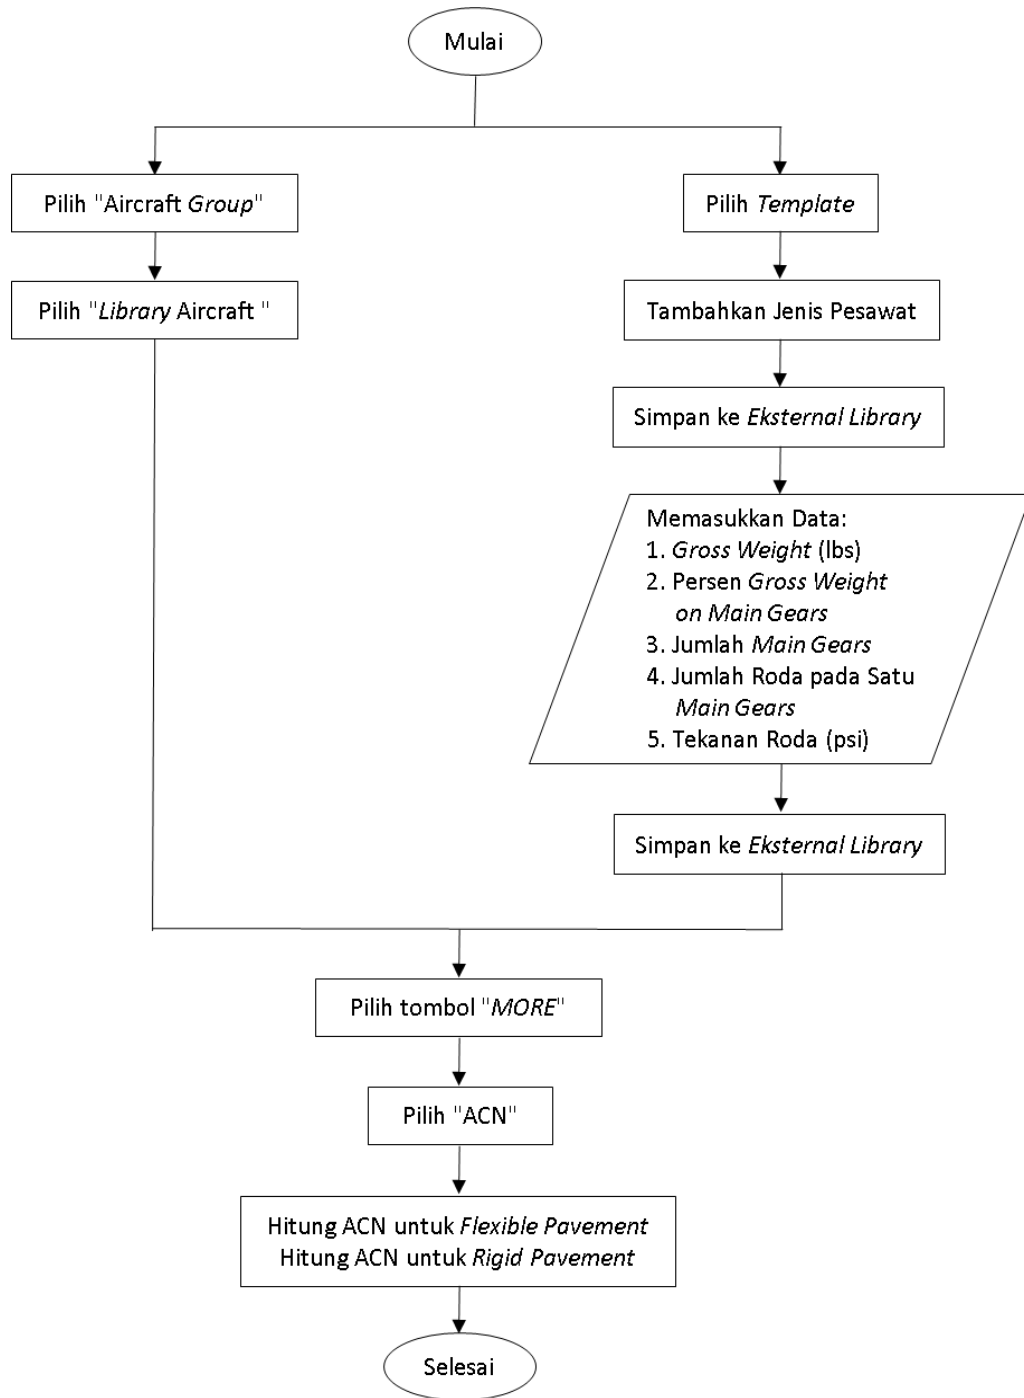 Mulai
Pilih "Aircraft Group"
Pilih "Library Aircraft "
Pilih Template
Tambahkan Jenis Pesawat
Simpan ke Eksternal Library
Memasukkan Data:
1. Gross Weight (lbs)
2. Persen Gross Weight
on Main Gears
3. Jumlah Main Gears
4. Jumlah Roda pada Satu
Main Gears
5. Tekanan Roda (psi)
Simpan ke Eksternal Library
Pilih tombol "MORE"
Pilih "ACN"
Hitung ACN untuk Flexible Pavement
Hitung ACN untuk Rigid Pavement
Selesai